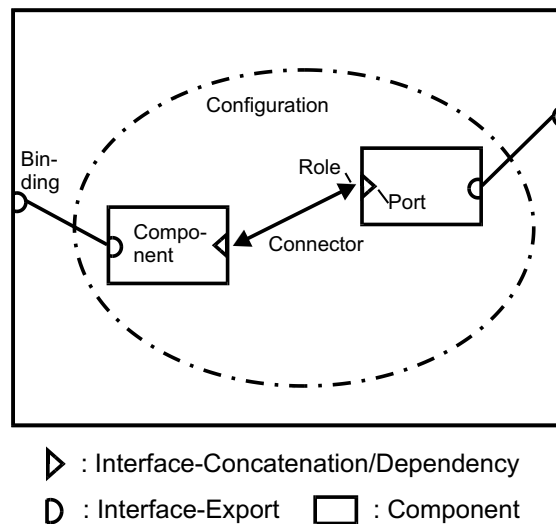 Configuration
Bin-
ding
Role
Port
Compo-
nent
Connector
: Interface-Concatenation/Dependency
: Interface-Export
: Component